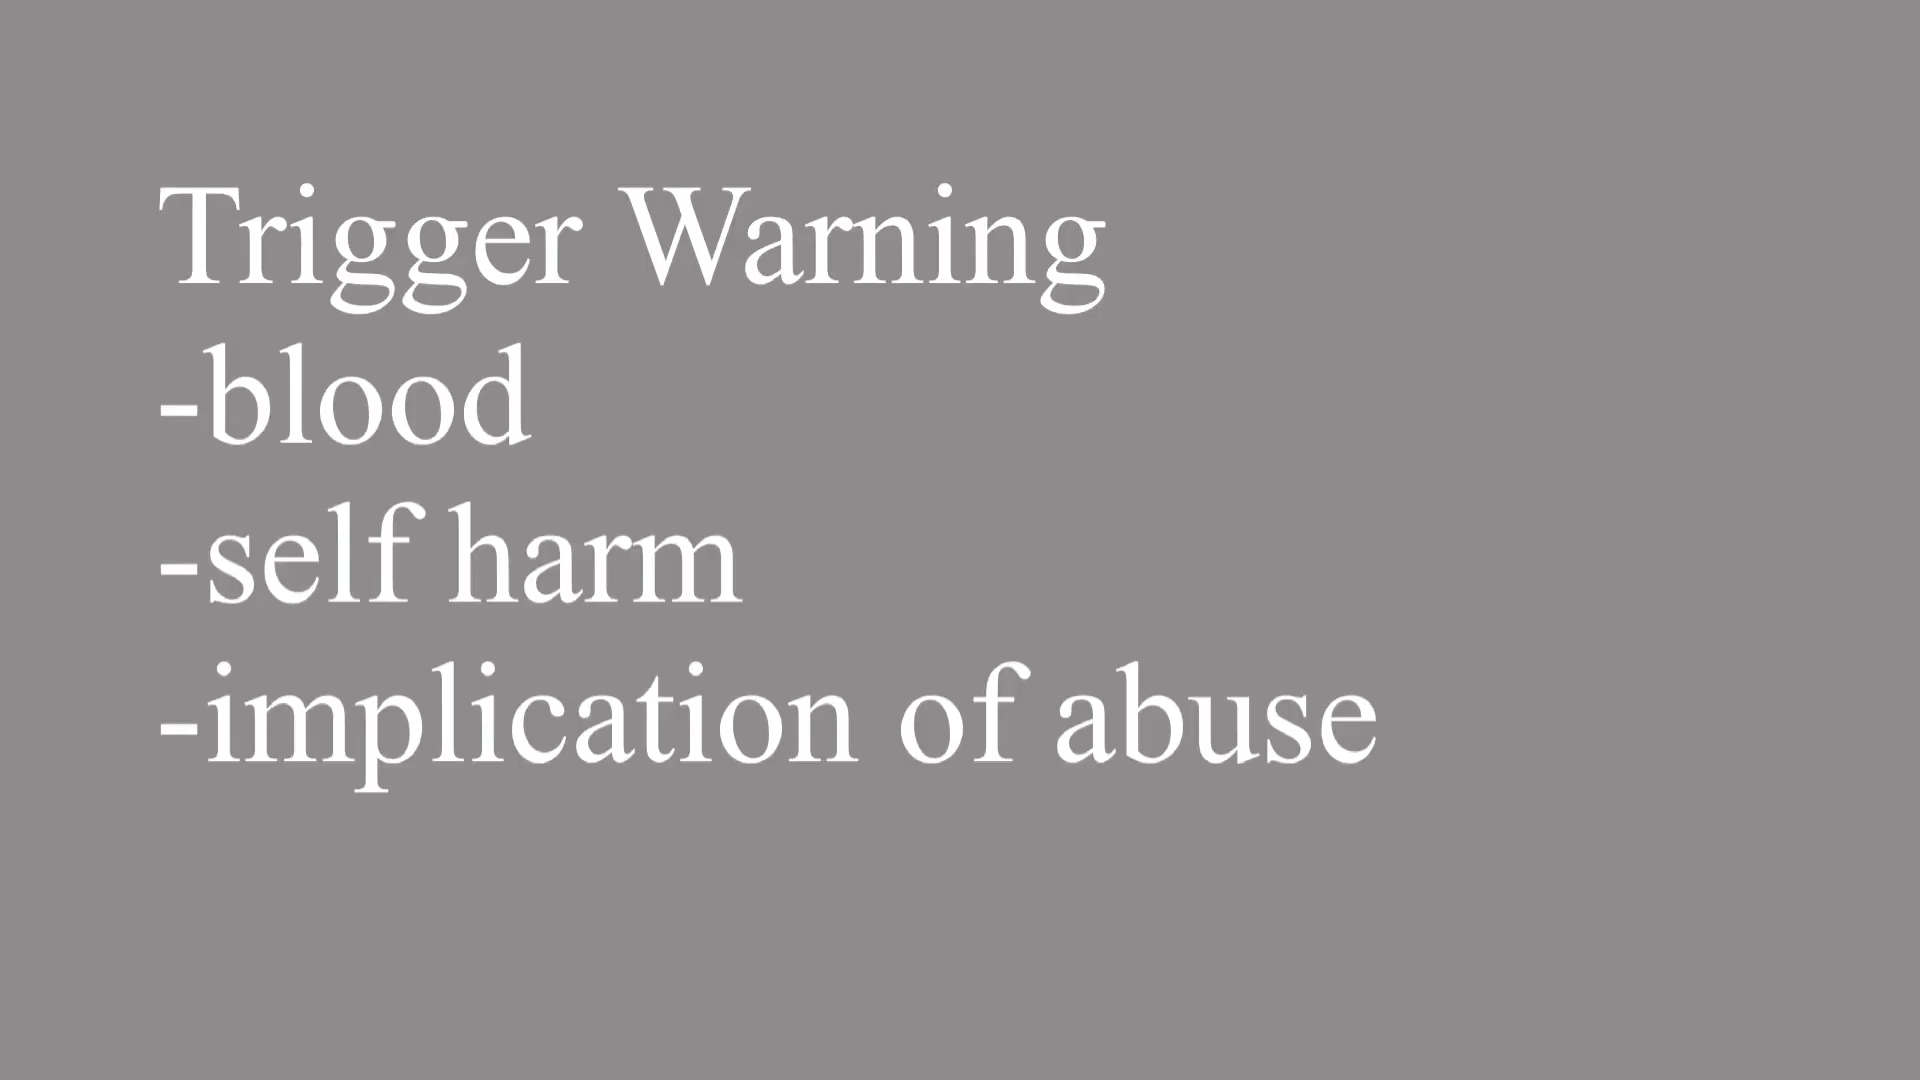 Trigger Warning
-blood
-self harm
-implication of abuse